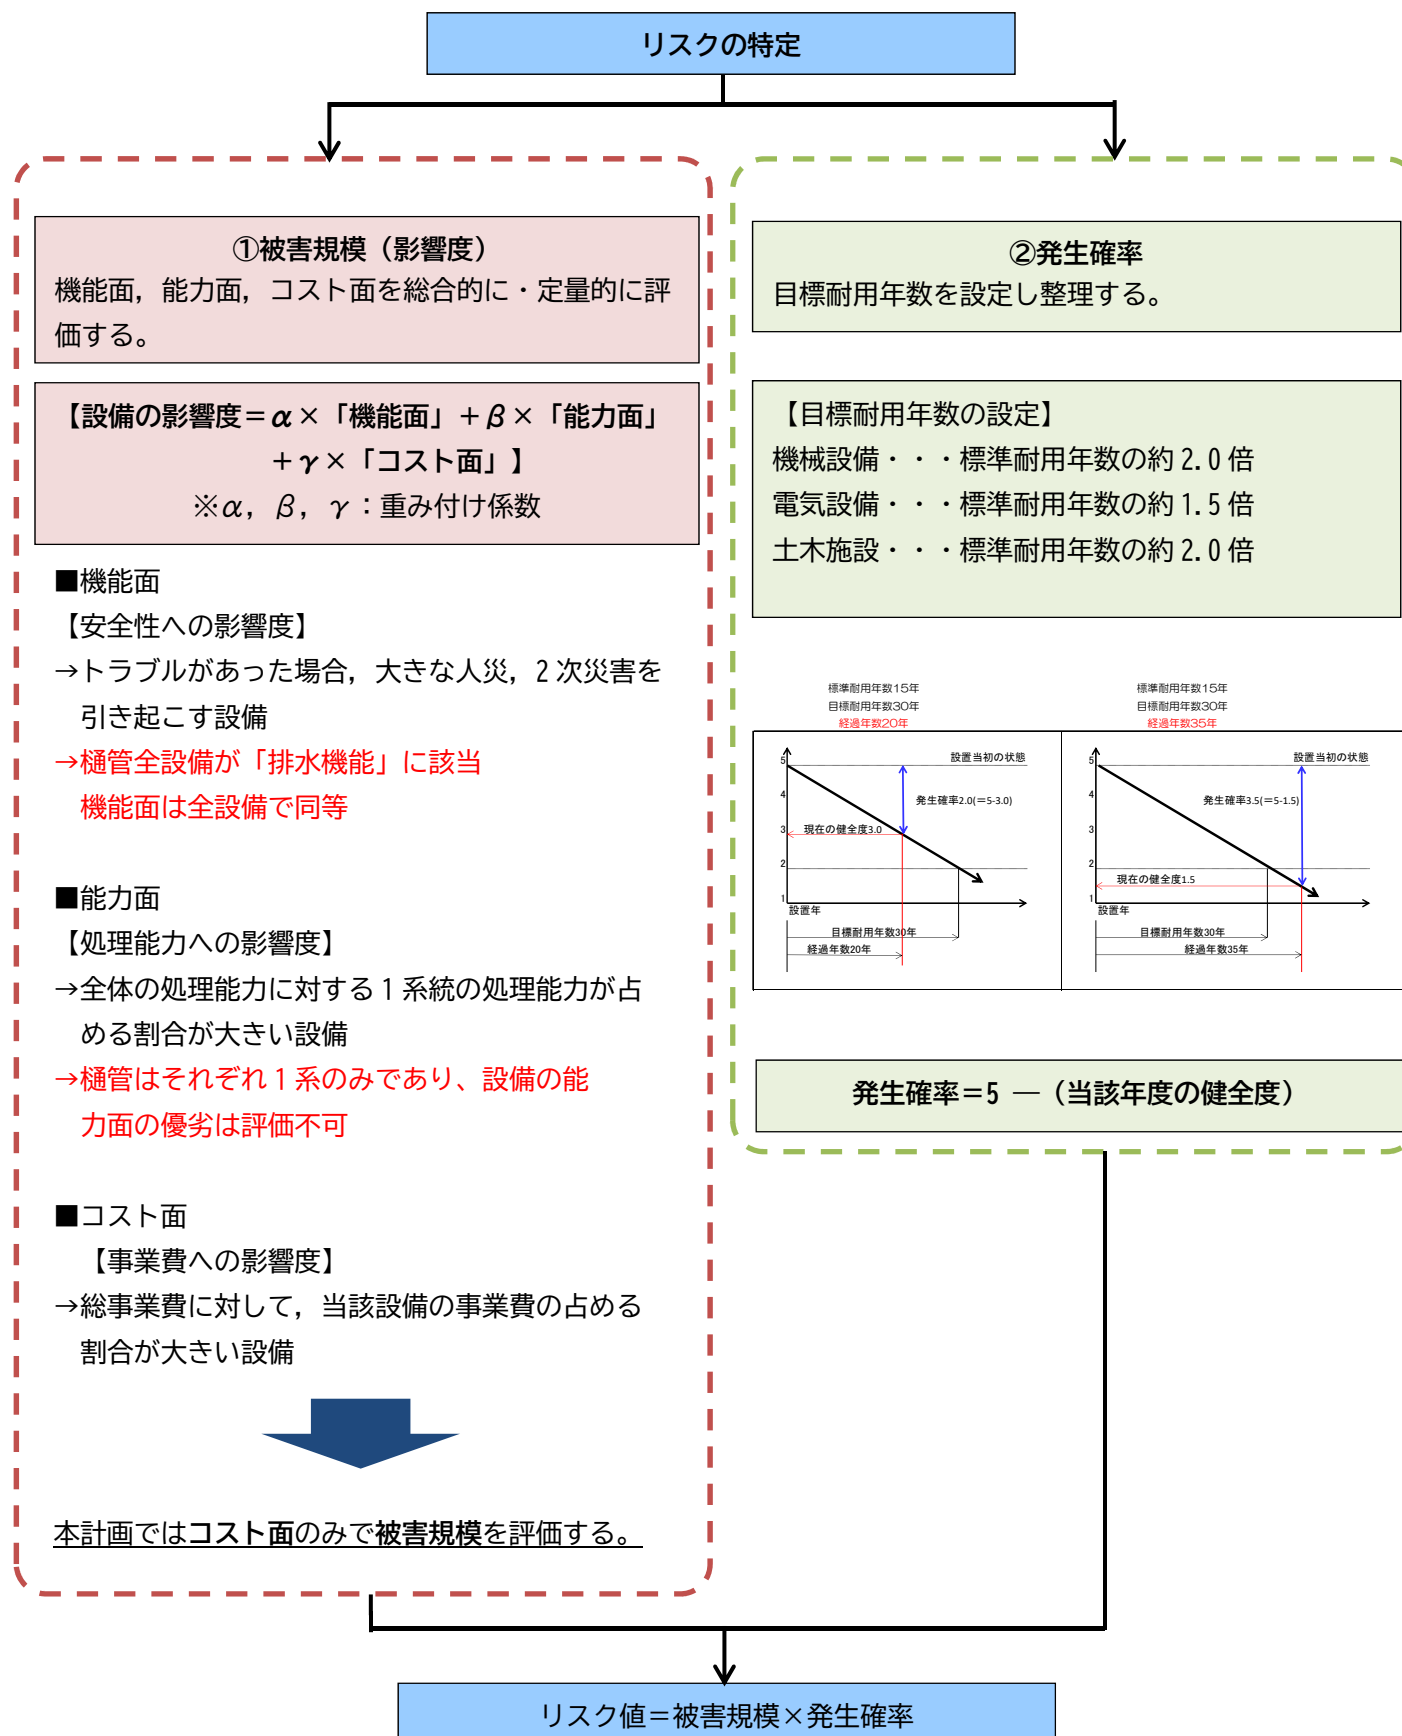 リスクの特定
①被害規模（影響度）
機能面，能力面，コスト面を総合的に・定量的に評
価する。
【設備の影響度＝α×「機能面」＋β×「能力面」
＋γ×「コスト面」】
※α，β，γ：重み付け係数
■機能面
【安全性への影響度】
→トラブルがあった場合，大きな人災，2次災害を
引き起こす設備
→樋管全設備が「排水機能」に該当
機能面は全設備で同等
■能力面
【処理能力への影響度】
→全体の処理能力に対する1系統の処理能力が占
める割合が大きい設備
→樋管はそれぞれ1系のみであり、設備の能
力面の優劣は評価不可
■コスト面
【事業費への影響度】
→総事業費に対して，当該設備の事業費の占める
割合が大きい設備
本計画ではコスト面のみで被害規模を評価する。
②発生確率
目標耐用年数を設定し整理する。
【目標耐用年数の設定】
機械設備・・・標準耐用年数の約2.0倍
電気設備・・・標準耐用年数の約1.5倍
土木施設・・・標準耐用年数の約2.0倍
標準耐用年数15年
目標耐用年数30年
経過年数20年
5
設置当初の状態
4
発生確率2.0(＝5-3.0)
3
現在の健全度3.0
2
1
設置年
目標耐用年数30年
経過年数20年
標準耐用年数15年
目標耐用年数30年
経過年数35年
5
設置当初の状態
4
発生確率3.5(＝5-1.5)
3
2
現在の健全度1.5
1
設置年
目標耐用年数30年
経過年数35年
発生確率＝5 ―（当該年度の健全度）
リスク値＝被害規模×発生確率